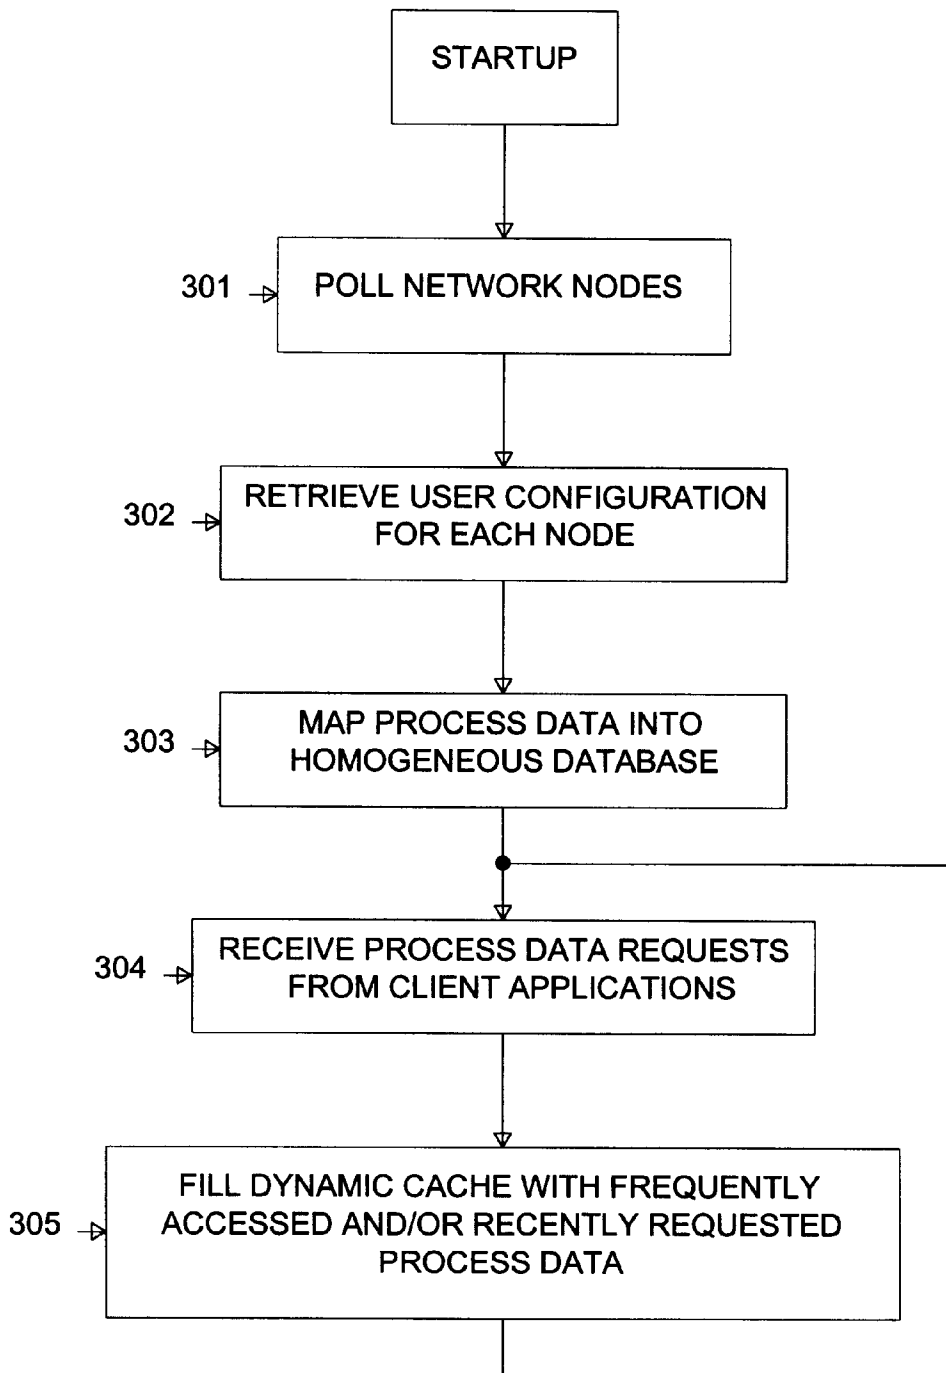 STARTUP
301
POLL NETWORK NODES
302
RETRIEVE USER CONFIGURATION
FOR EACH NODE
303
MAP PROCESS DATA INTO
HOMOGENEOUS DATABASE
304
RECEIVE PROCESS DATA REQUESTS
FROM CLIENT APPLICATIONS
305
FILL DYNAMIC CACHE WITH FREQUENTLY
ACCESSED AND/OR RECENTLY REQUESTED
PROCESS DATA